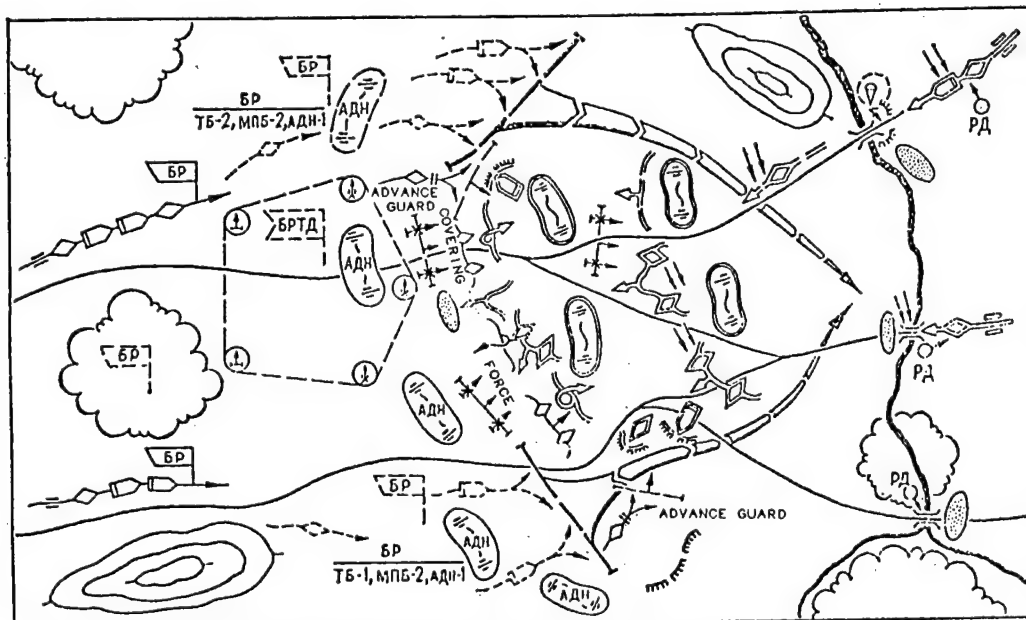 БР
БР
ТБ-2, МПБ-2, АДН-1
АДН
РД
БР
ADVANCE GUARD
БРТД
АДН
COVERING
FORCE
БР
РД
АДН
БР
РД
БР
ADVANCE GUARD
АДН
БР
ТБ-1, МПБ-2, АДН-1
АДН